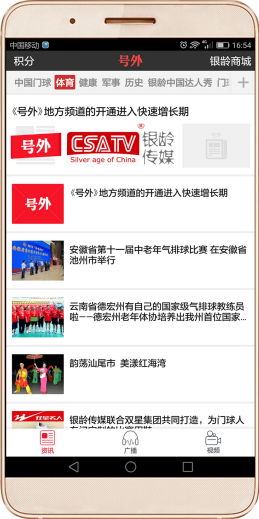 中国移动 16:54
积分 号外 银龄商城
中国门球 体育 健康 军事 历史 银龄中国达人秀 门球
《号外》地方频道的开通进入快速增长期
号外 CSATV® 银龄传媒
Silver age of China
号外 《号外》地方频道的开通进入快速增长期
安徽省第十一届中老年气排球比赛 在安徽省
池州市举行
云南省德宏州有自己的国家级气排球教练员
啦——德宏州老年体协培养出我州首位国家...
韵荡汕尾市 美漾红海湾
双星名人 银龄传媒联合双星集团共同打造，为门球人
资讯 广播 视频